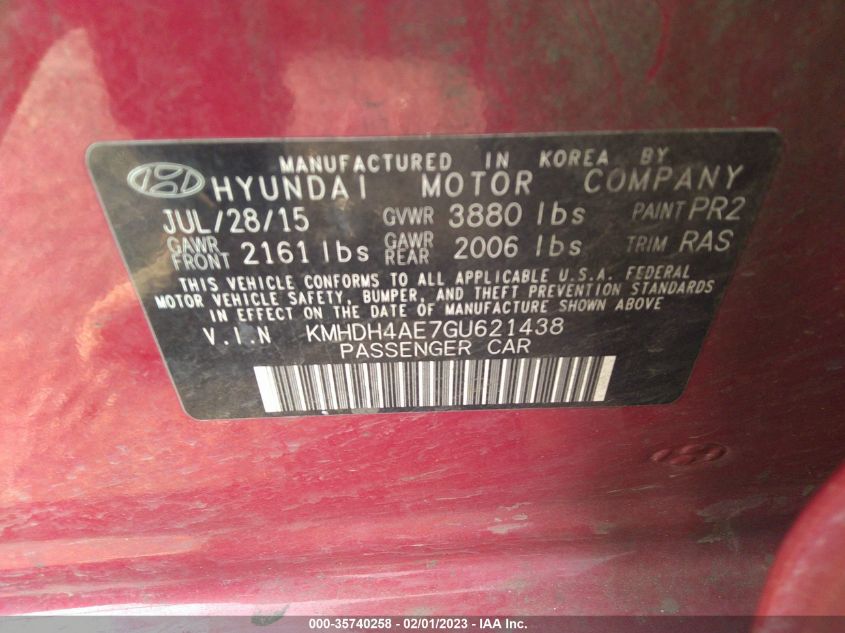 MANUFACTURED IN KOREA BY
HYUNDAI MOTOR COMPANY
JUL/28/15 GVWR 3880 lbs PAINT PR2
GAWR FRONT 2161 lbs GAWR REAR 2006 lbs TRIM RAS
THIS VEHICLE CONFORMS TO ALL APPLICABLE U.S.A. FEDERAL
MOTOR VEHICLE SAFETY, BUMPER, AND THEFT PREVENTION STANDARDS
IN EFFECT ON THE DATE OF MANUFACTURE SHOWN ABOVE
V.I.N KMHDH4AE7GU621438
PASSENGER CAR
000-35740258 - 02/01/2023 - IAA Inc.